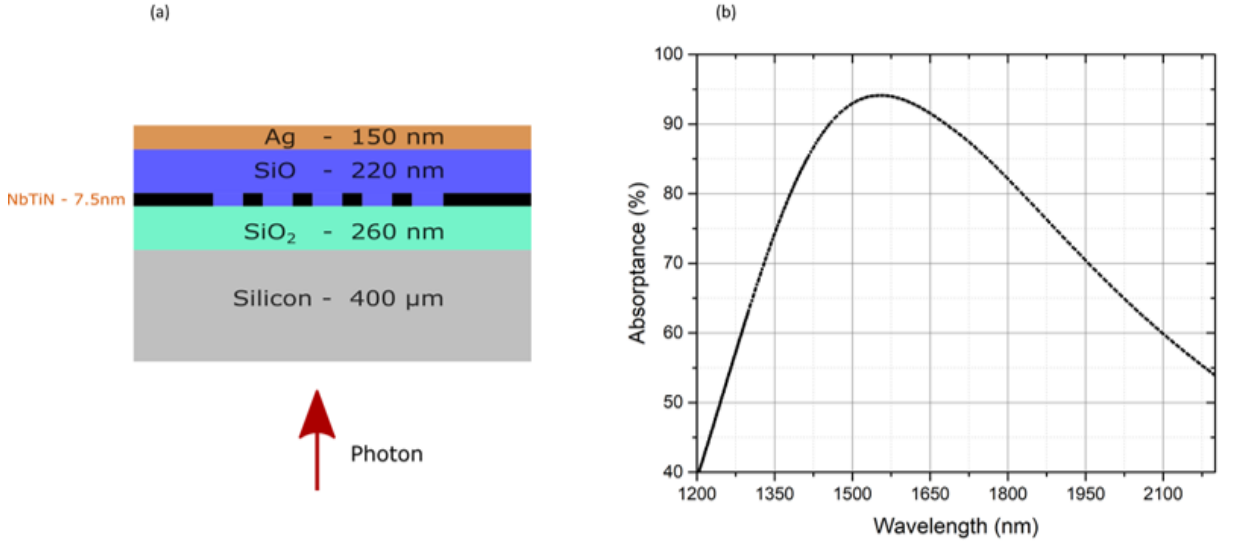 (a)
Ag - 150 nm
SiO - 220 nm
NbTiN - 7.5nm
SiO₂ - 260 nm
Silicon - 400 μm
Photon
(b)
100
90
80
70
60
50
40
Absorptance (%)
1200 1350 1500 1650 1800 1950 2100
Wavelength (nm)